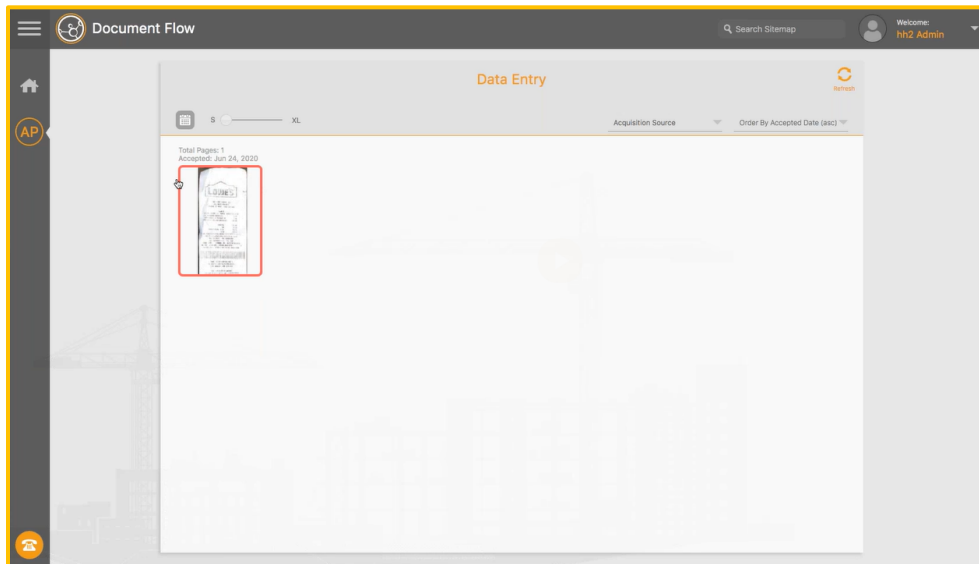 Document Flow
Search Sitemap
Welcome:
hh2 Admin
Data Entry
Refresh
AP
S
XL
Acquisition Source
Order By Accepted Date (asc)
Total Pages: 1
Accepted: Jun 24, 2020
LOWE'S